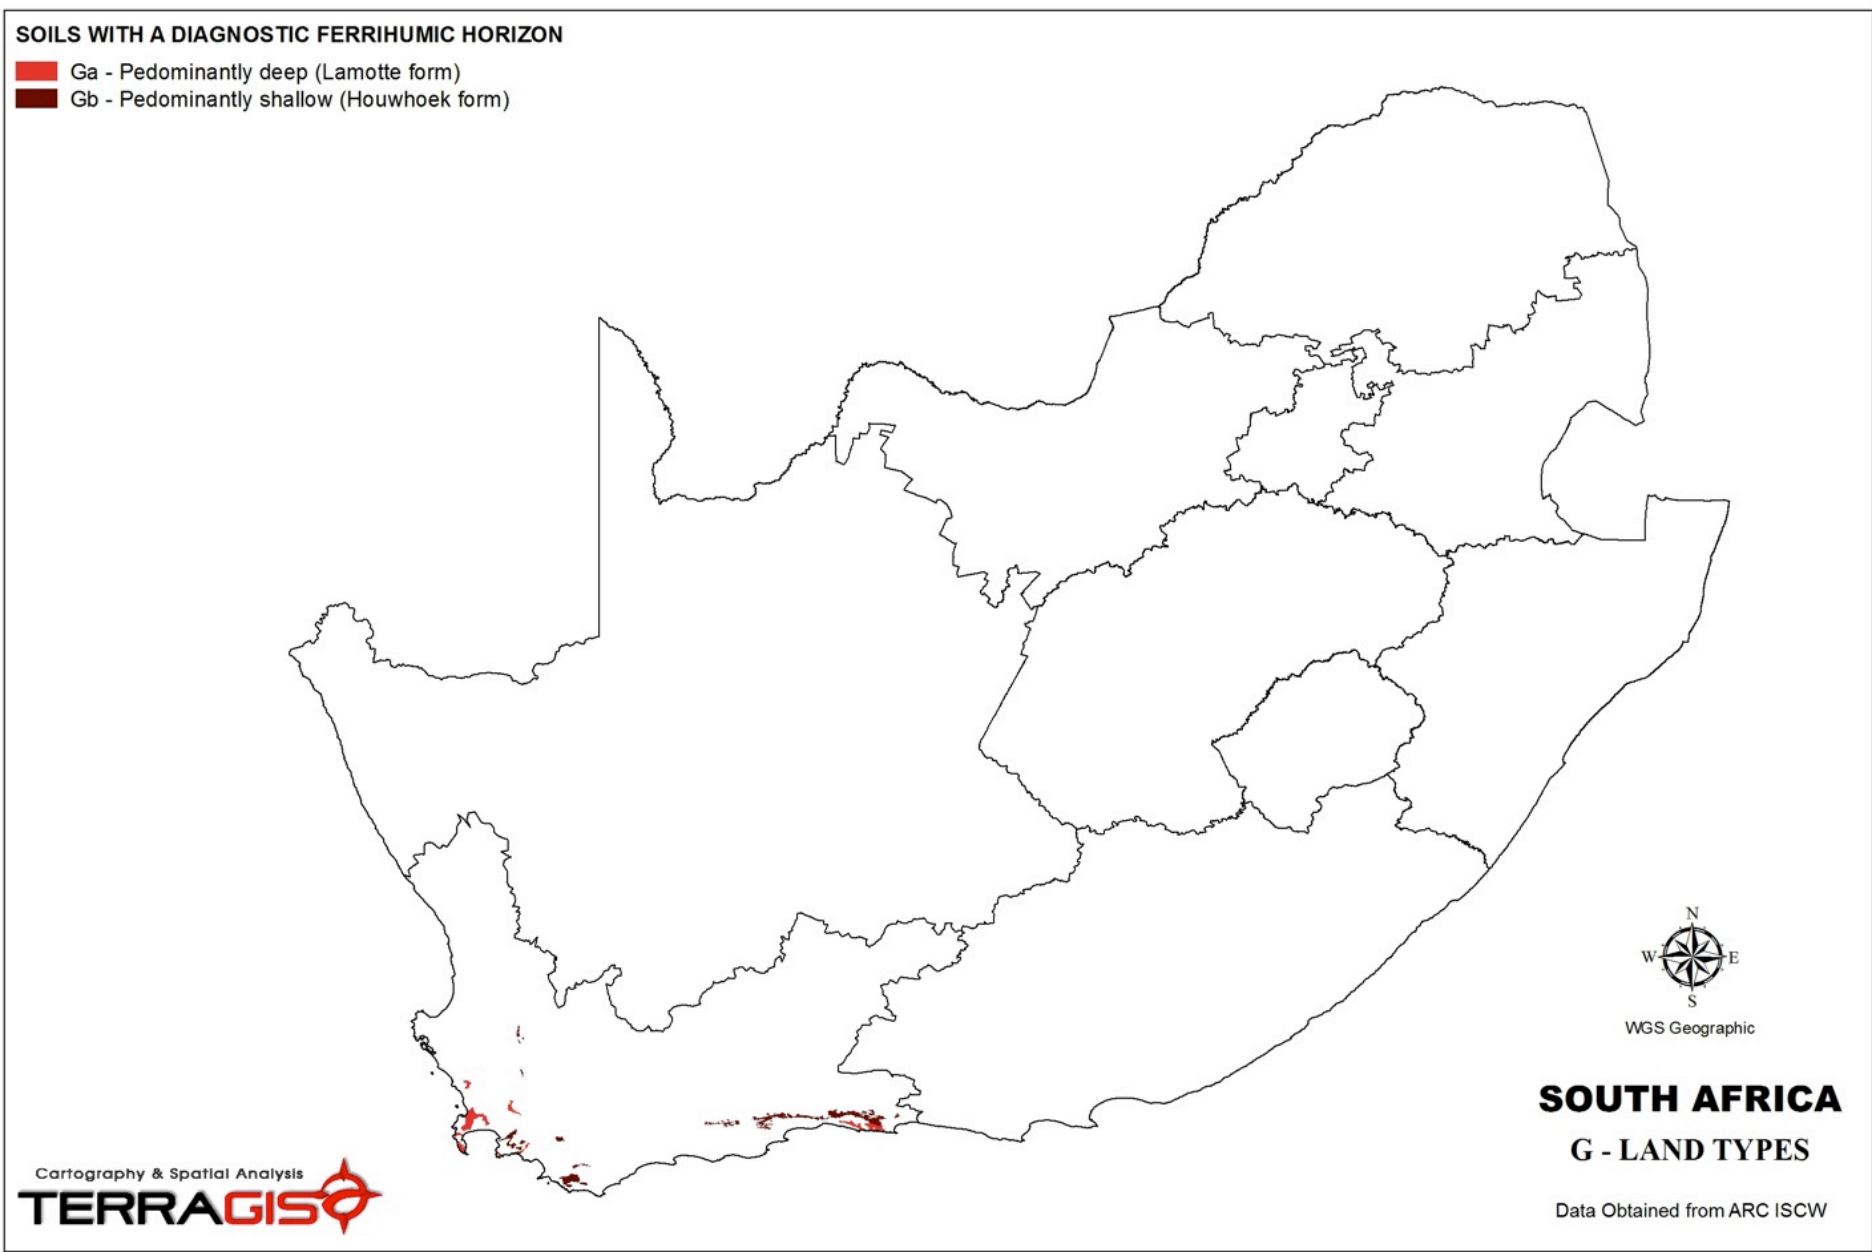 SOILS WITH A DIAGNOSTIC FERRIHUMIC HORIZON
Ga - Pedominantly deep (Lamotte form)
Gb - Pedominantly shallow (Houwhoek form)
N
W E
S
WGS Geographic
SOUTH AFRICA
G - LAND TYPES
Data Obtained from ARC ISCW
Cartography & Spatial Analysis
TERRAGIS